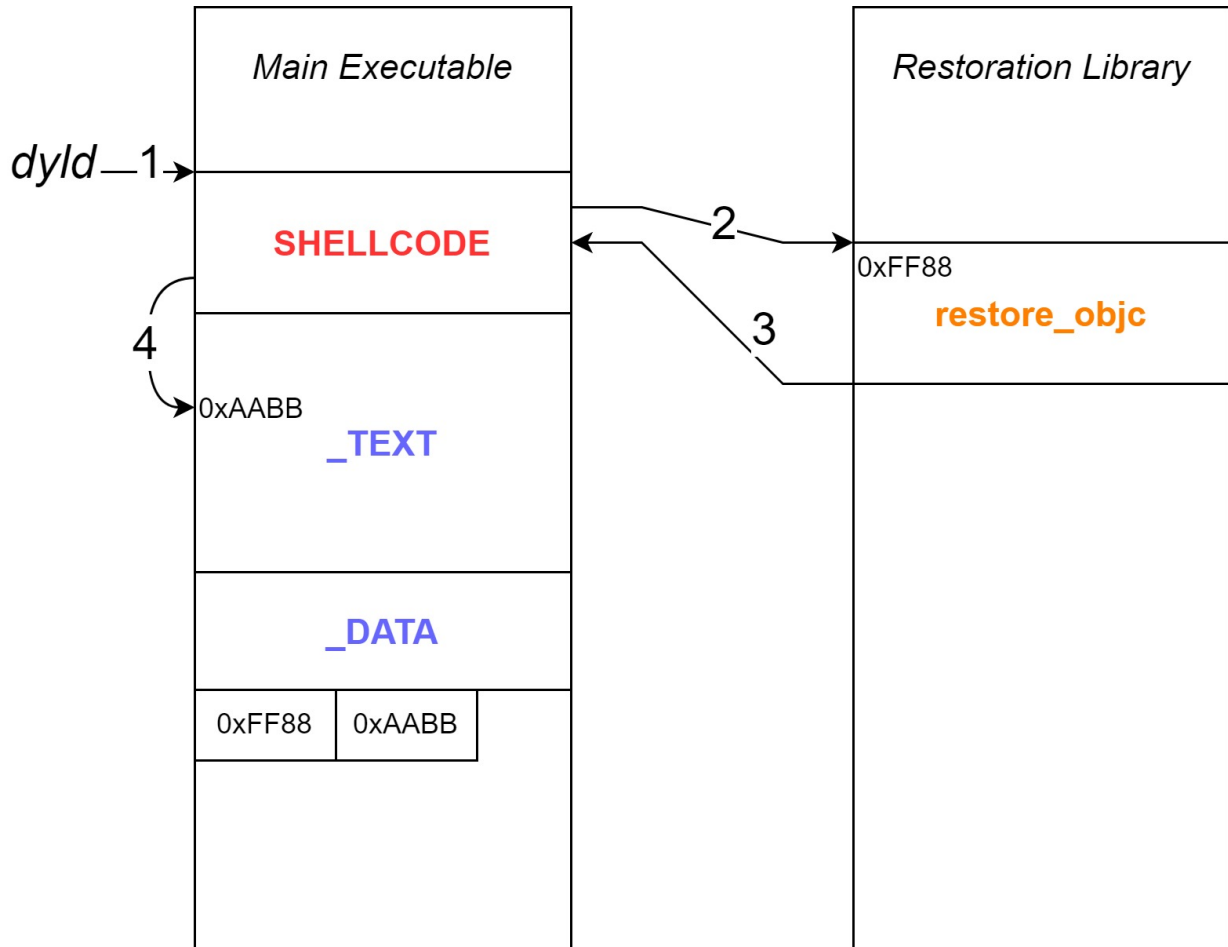 Main Executable
Restoration Library
dyld
1
SHELLCODE
2
0xFF88
restore_objc
3
4
0xAABB
_TEXT
_DATA
0xFF88
0xAABB